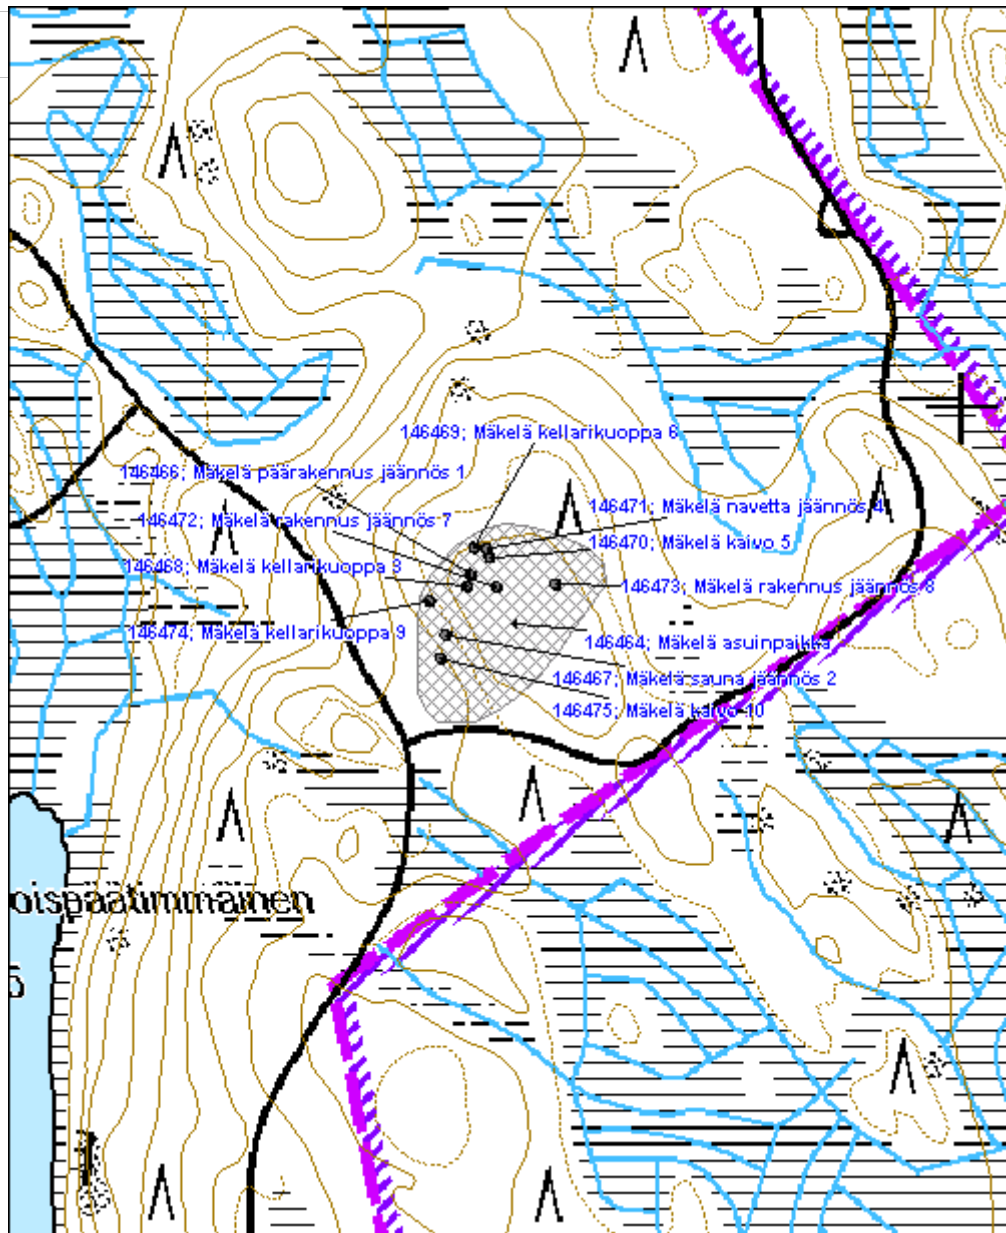 146469; Mäkelä kellarikuoppa 6
146466; Mäkelä päärakennus jäännös 1
146471; Mäkelä navetta jäännös 4
146472; Mäkelä rakennus jäännös 7
146470; Mäkelä kaivo 5
146468; Mäkelä kellarikuoppa 3
146473; Mäkelä rakennus jäännös 8
146474; Mäkelä kellarikuoppa 9
146464; Mäkelä asuinpaikka
146467; Mäkelä sauna jäännös 2
146475; Mäkelä kaivo 10
oispäätimmäinen